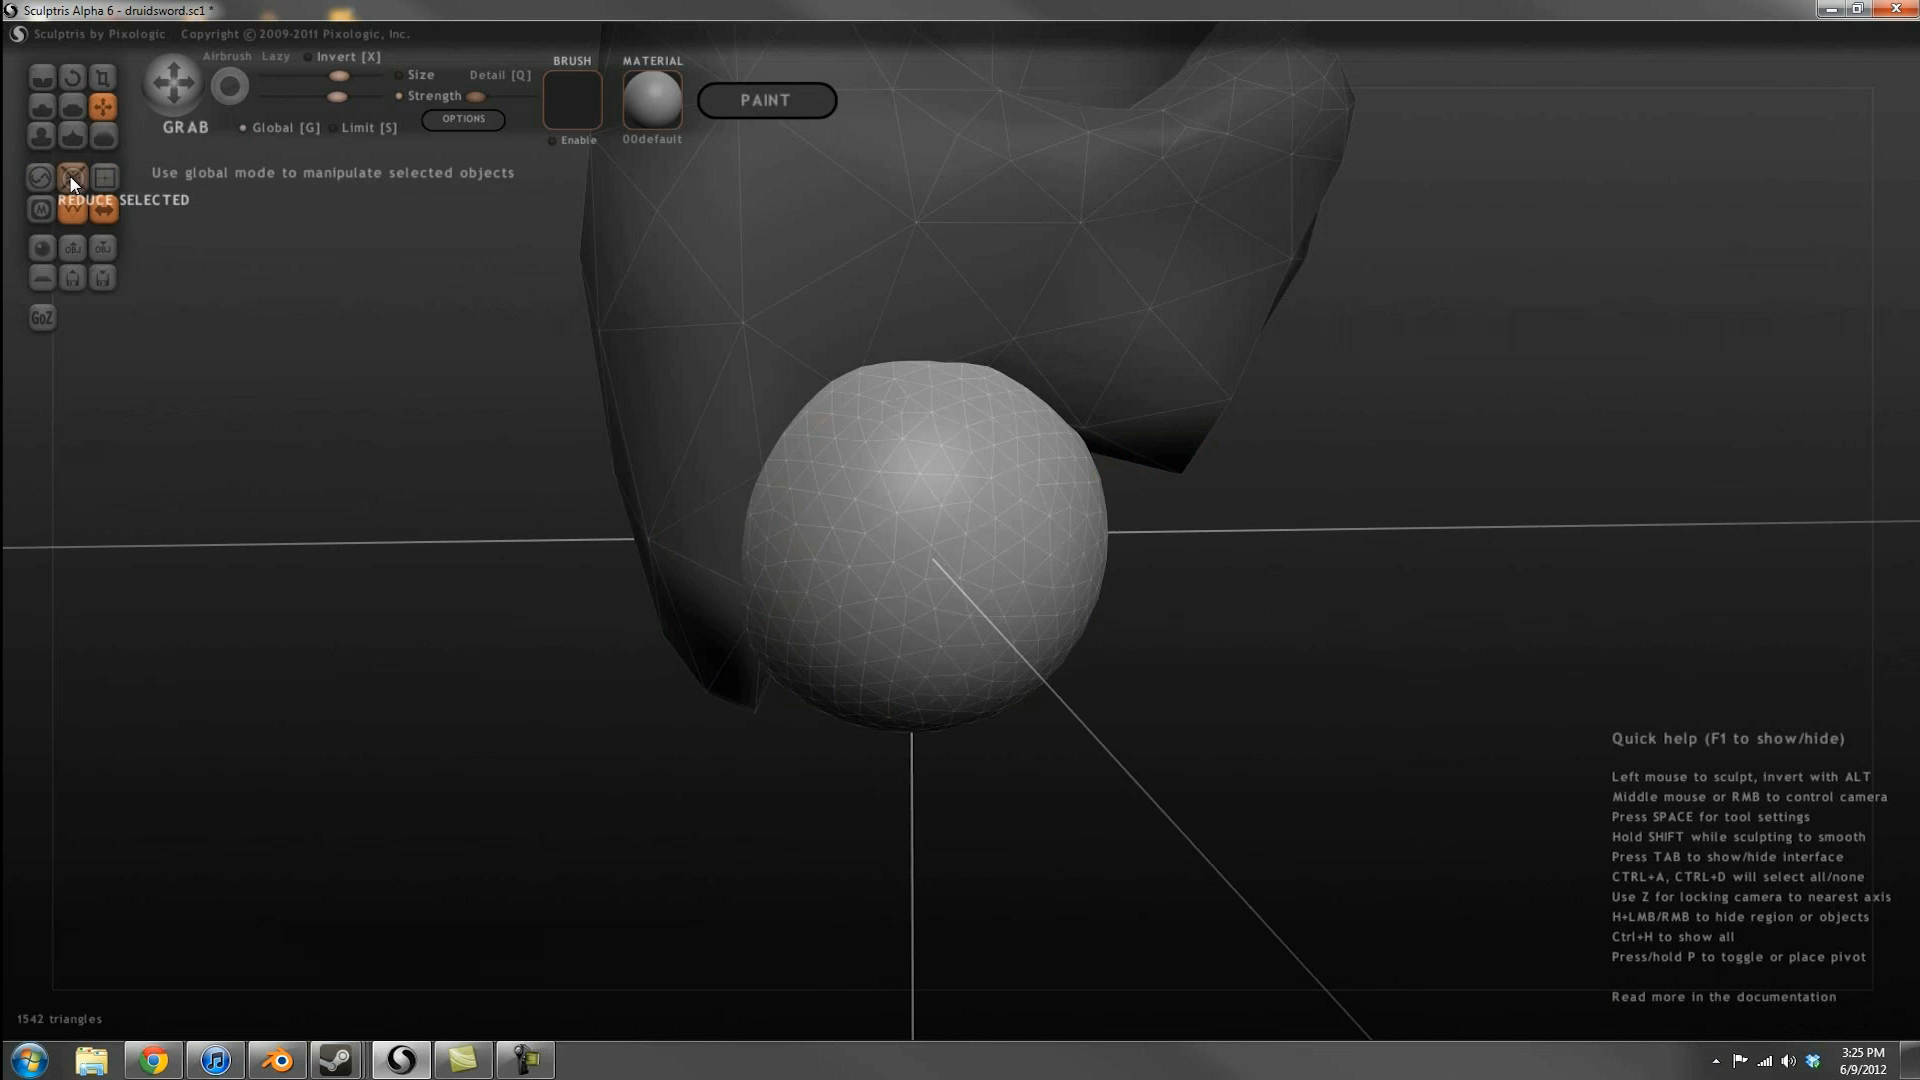 Sculptris Alpha 6 - druidsword.sc1 *
Sculptris by Pixologic   Copyright © 2009-2011 Pixologic, Inc.
Airbrush   Lazy   Invert [X]
Size   Detail [Q]
Strength
GRAB   Global [G]   Limit [S]   OPTIONS
BRUSH
Enable
MATERIAL
00default
PAINT
Use global mode to manipulate selected objects
REDUCE SELECTED
M
OBJ   OBJ
GoZ
Quick help (F1 to show/hide)
Left mouse to sculpt, invert with ALT
Middle mouse or RMB to control camera
Press SPACE for tool settings
Hold SHIFT while sculpting to smooth
Press TAB to show/hide interface
CTRL+A, CTRL+D will select all/none
Use Z for locking camera to nearest axis
H+LMB/RMB to hide region or objects
Ctrl+H to show all
Press/hold P to toggle or place pivot
Read more in the documentation
1542 triangles
3:25 PM
6/9/2012